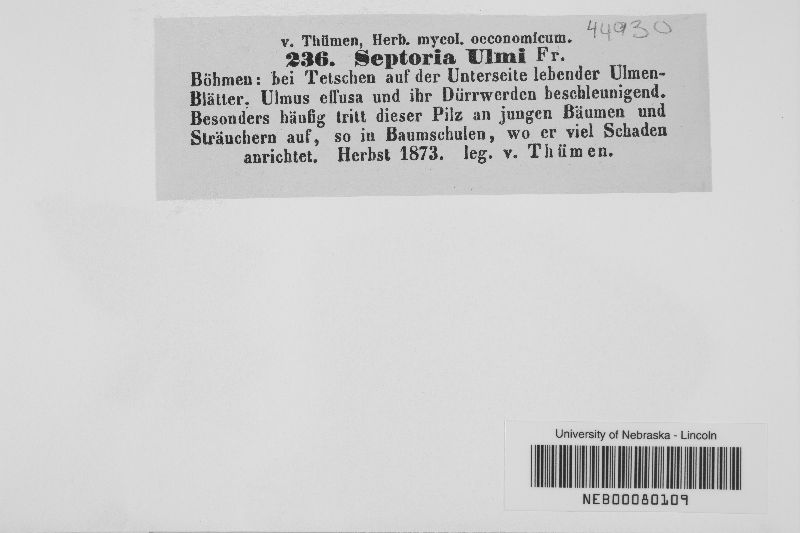 44930
v. Thümen, Herb. mycol. oeconomicum.
236. Septoria Ulmi Fr.
Böhmen: bei Tetschen auf der Unterseite lebender Ulmen-
Blätter, Ulmus effusa und ihr Dürrwerden beschleunigend.
Besonders häufig tritt dieser Pilz an jungen Bäumen und
Sträuchern auf, so in Baumschulen, wo er viel Schaden
anrichtet. Herbst 1873. leg. v. Thümen.
University of Nebraska - Lincoln
NEB00080109